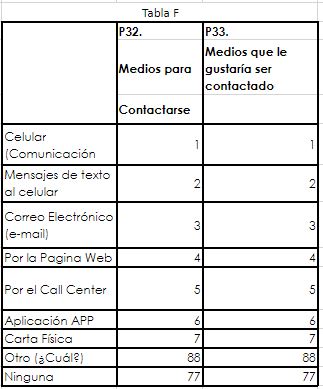 Tabla F
P32. P33.
Medios para Medios que le
gustaría ser
contactado
Contactarse
Celular
(Comunicación 1 1
Mensajes de texto
al celular 2 2
Correo Electrónico
(e-mail) 3 3
Por la Pagina Web 4 4
Por el Call Center 5 5
Aplicación APP 6 6
Carta Física 7 7
Otro (¿Cuál? 88 88
Ninguna 77 77